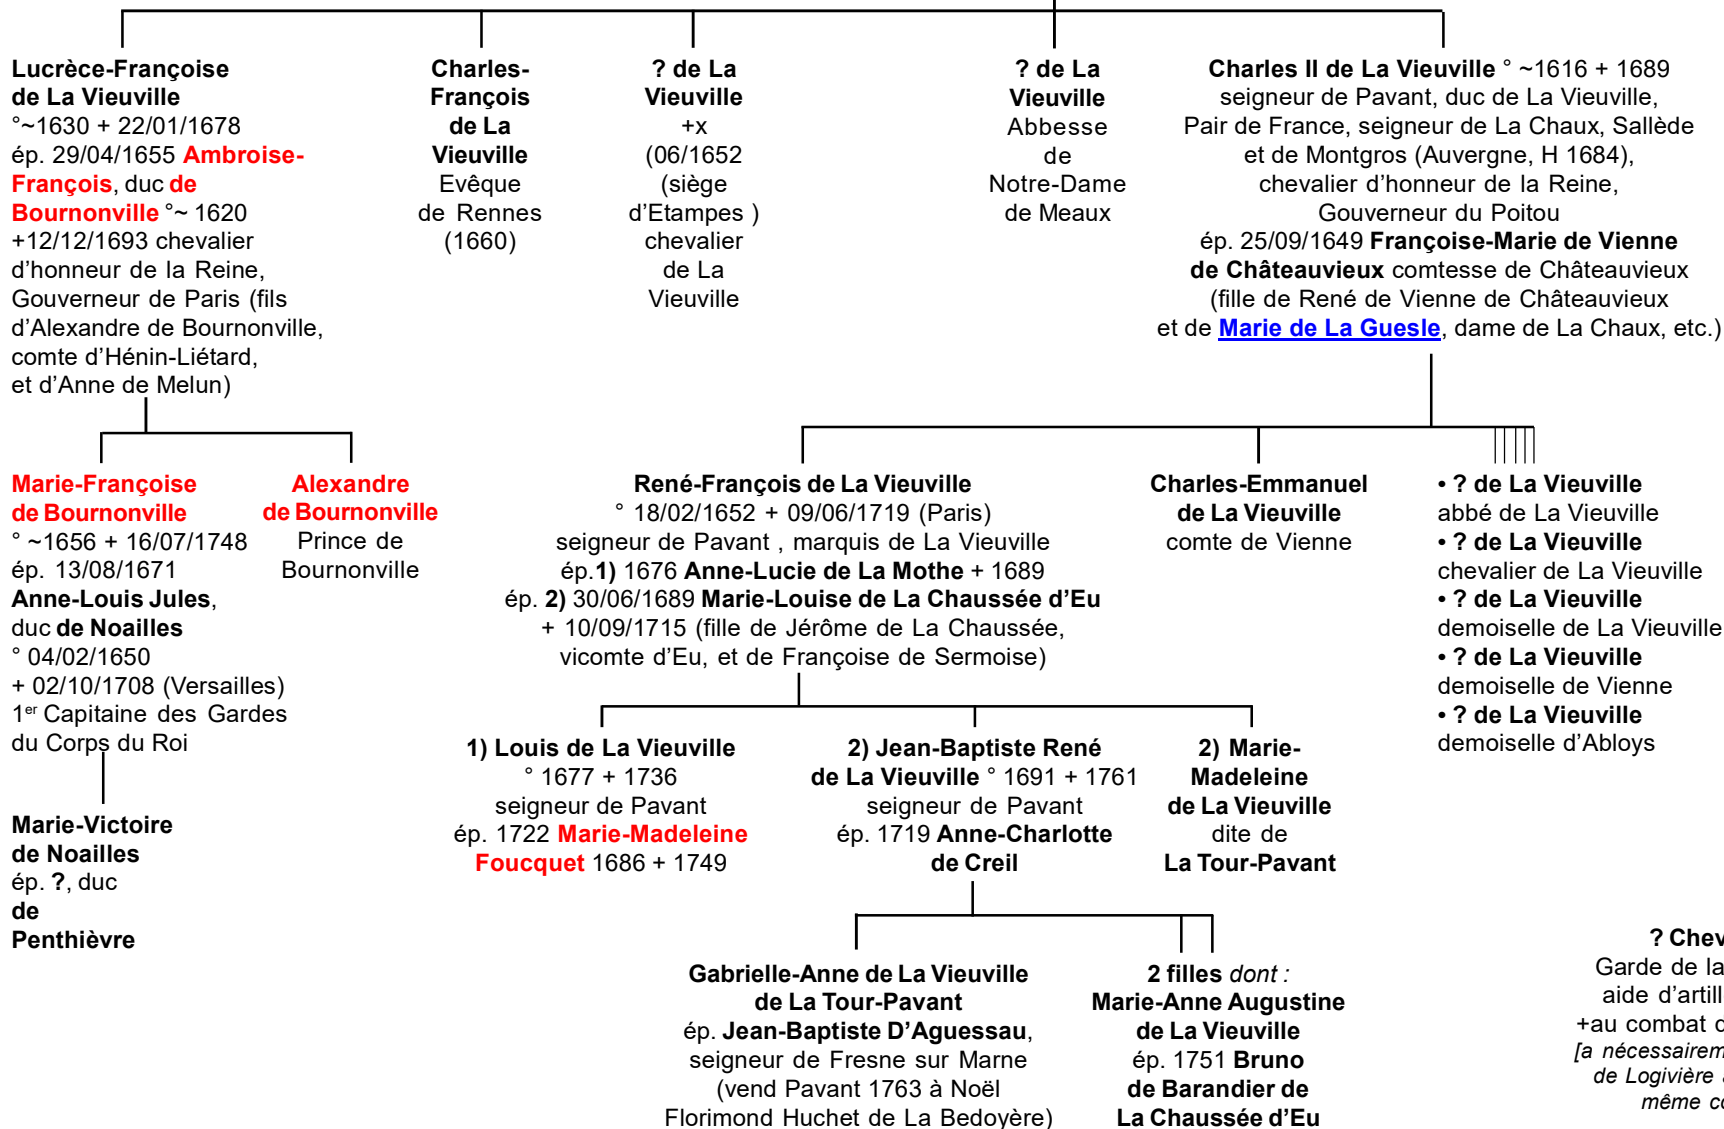 Lucrèce-Françoise
de La Vieuville
°~1630 + 22/01/1678
ép. 29/04/1655 Ambroise-
François, duc de
Bournonville °~ 1620
+12/12/1693 chevalier
d'honneur de la Reine,
Gouverneur de Paris (fils
d'Alexandre de Bournonville,
comte d'Hénin-Liétard,
et d'Anne de Melun)
Charles-
François
de La
Vieuville
Evêque
de Rennes
(1660)
? de La
Vieuville
+x
(06/1652
(siège
d'Etampes )
chevalier
de La
Vieuville
? de La
Vieuville
Abbesse
de
Notre-Dame
de Meaux
Charles II de La Vieuville ° ~1616 + 1689
seigneur de Pavant, duc de La Vieuville,
Pair de France, seigneur de La Chaux, Sallède
et de Montgros (Auvergne, H 1684),
chevalier d'honneur de la Reine,
Gouverneur du Poitou
ép. 25/09/1649 Françoise-Marie de Vienne
de Châteauvieux comtesse de Châteauvieux
(fille de René de Vienne de Châteauvieux
et de Marie de La Guesle, dame de La Chaux, etc.)
Marie-Françoise
de Bournonville
° ~1656 + 16/07/1748
ép. 13/08/1671
Anne-Louis Jules,
duc de Noailles
° 04/02/1650
+ 02/10/1708 (Versailles)
1er Capitaine des Gardes
du Corps du Roi
Alexandre
de Bournonville
Prince de
Bournonville
René-François de La Vieuville
° 18/02/1652 + 09/06/1719 (Paris)
seigneur de Pavant , marquis de La Vieuville
ép.1) 1676 Anne-Lucie de La Mothe + 1689
ép. 2) 30/06/1689 Marie-Louise de La Chaussée d'Eu
+ 10/09/1715 (fille de Jérôme de La Chaussée,
vicomte d'Eu, et de Françoise de Sermoise)
Charles-Emmanuel
de La Vieuville
comte de Vienne
• ? de La Vieuville
abbé de La Vieuville
• ? de La Vieuville
chevalier de La Vieuville
• ? de La Vieuville
demoiselle de La Vieuville
• ? de La Vieuville
demoiselle de Vienne
• ? de La Vieuville
demoiselle d'Abloys
Marie-Victoire
de Noailles
ép. ?, duc
de
Penthièvre
1) Louis de La Vieuville
° 1677 + 1736
seigneur de Pavant
ép. 1722 Marie-Madeleine
Foucquet 1686 + 1749
2) Jean-Baptiste René
de La Vieuville ° 1691 + 1761
seigneur de Pavant
ép. 1719 Anne-Charlotte
de Creil
2) Marie-
Madeleine
de La Vieuville
dite de
La Tour-Pavant
Gabrielle-Anne de La Vieuville
de La Tour-Pavant
ép. Jean-Baptiste D'Aguessau,
seigneur de Fresne sur Marne
(vend Pavant 1763 à Noël
Florimond Huchet de La Bedoyère)
2 filles dont :
Marie-Anne Augustine
de La Vieuville
ép. 1751 Bruno
de Barandier de
La Chaussée d'Eu
? Chev
Garde de la
aide d'artill
+au combat
[a nécessairem
de Logivière
même co